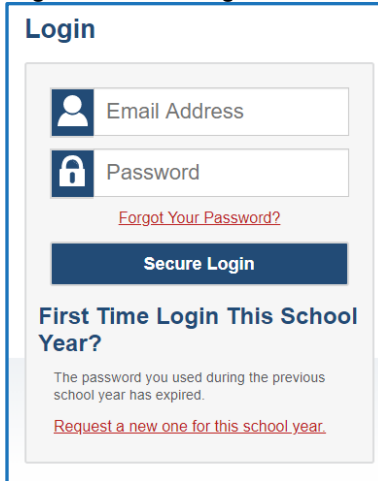 Login
Email Address
Password
Forgot Your Password?
Secure Login
First Time Login This School
Year?
The password you used during the previous
school year has expired.
Request a new one for this school year.